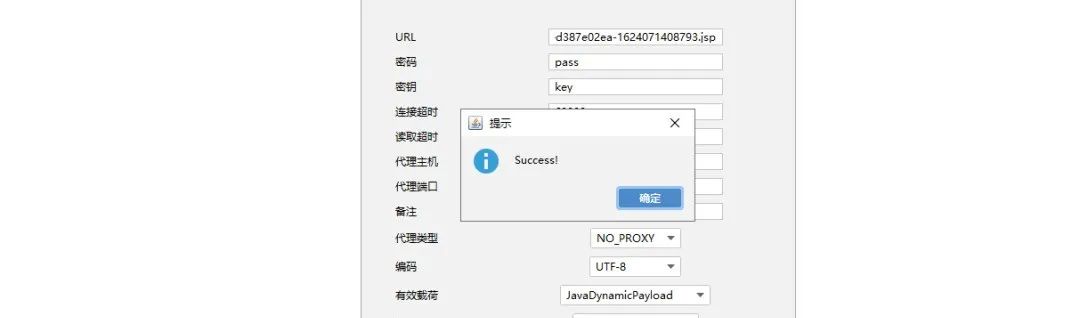 URL d387e02ea-1624071408793.jsp
密码 pass
密钥 key
连接超时
提示
读取超时
代理主机
Success!
代理端口
确定
备注
代理类型 NO_PROXY
编码 UTF-8
有效载荷 JavaDynamicPayload